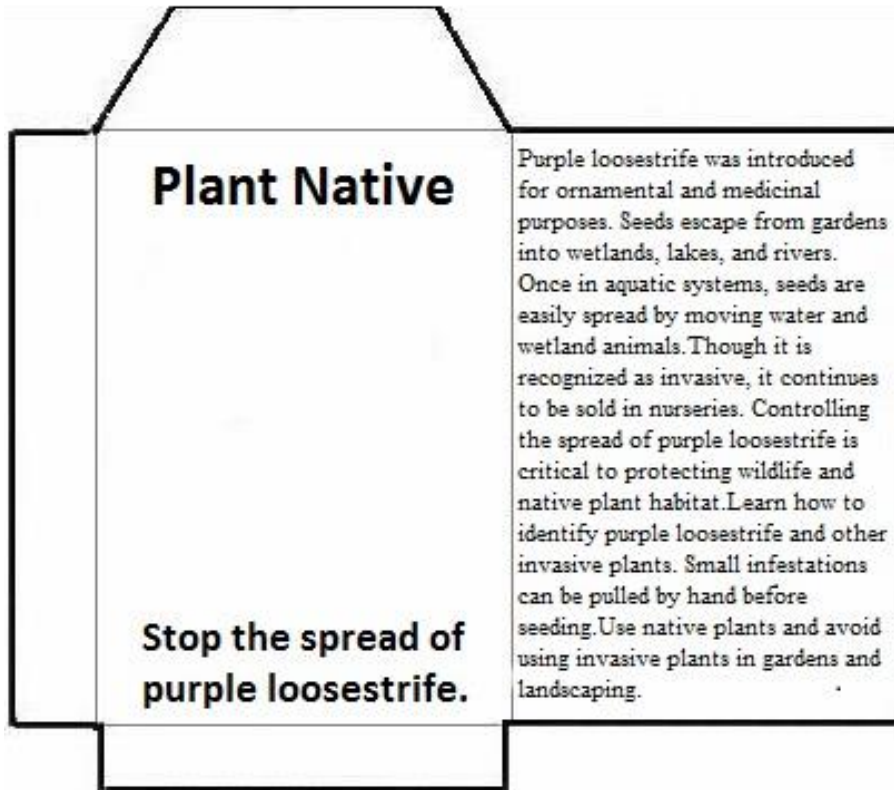 Plant Native
Stop the spread of
purple loosestrife.
Purple loosestrife was introduced
for ornamental and medicinal
purposes. Seeds escape from gardens
into wetlands, lakes, and rivers.
Once in aquatic systems, seeds are
easily spread by moving water and
wetland animals.Though it is
recognized as invasive, it continues
to be sold in nurseries. Controlling
the spread of purple loosestrife is
critical to protecting wildlife and
native plant habitat.Learn how to
identify purple loosestrife and other
invasive plants. Small infestations
can be pulled by hand before
seeding.Use native plants and avoid
using invasive plants in gardens and
landscaping.